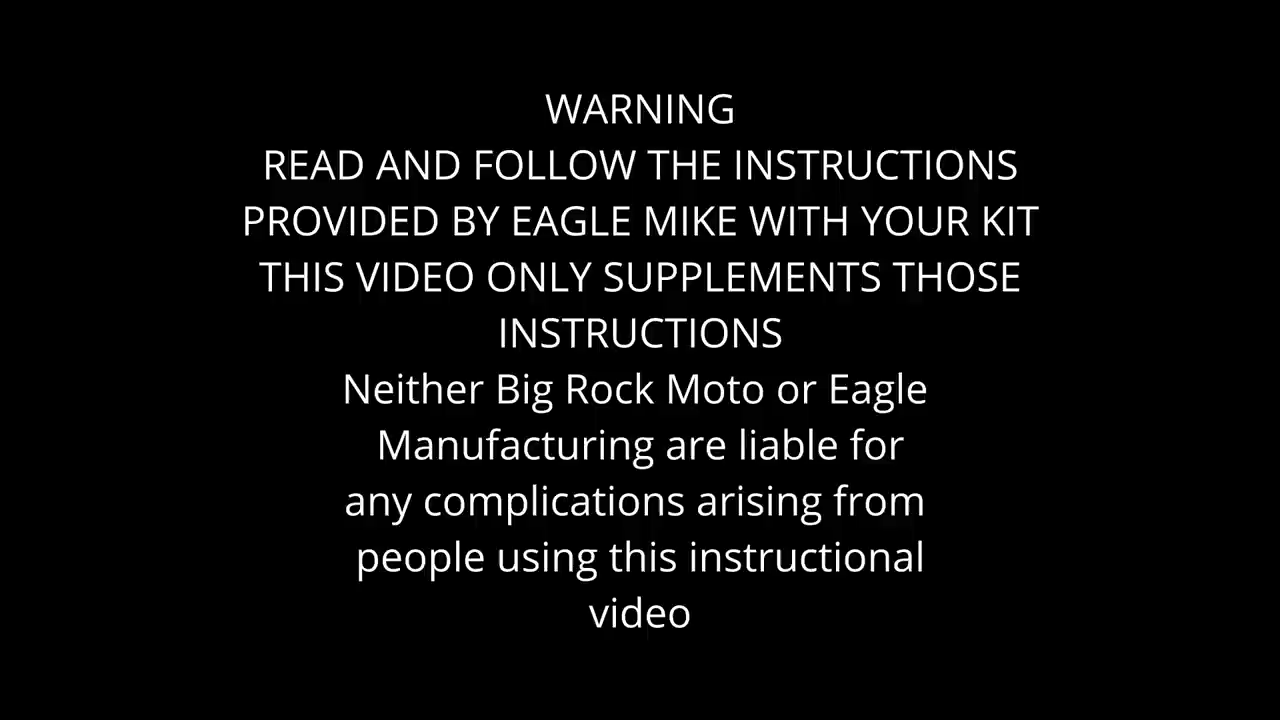 WARNING
READ AND FOLLOW THE INSTRUCTIONS
PROVIDED BY EAGLE MIKE WITH YOUR KIT
THIS VIDEO ONLY SUPPLEMENTS THOSE
INSTRUCTIONS
Neither Big Rock Moto or Eagle
Manufacturing are liable for
any complications arising from
people using this instructional
video